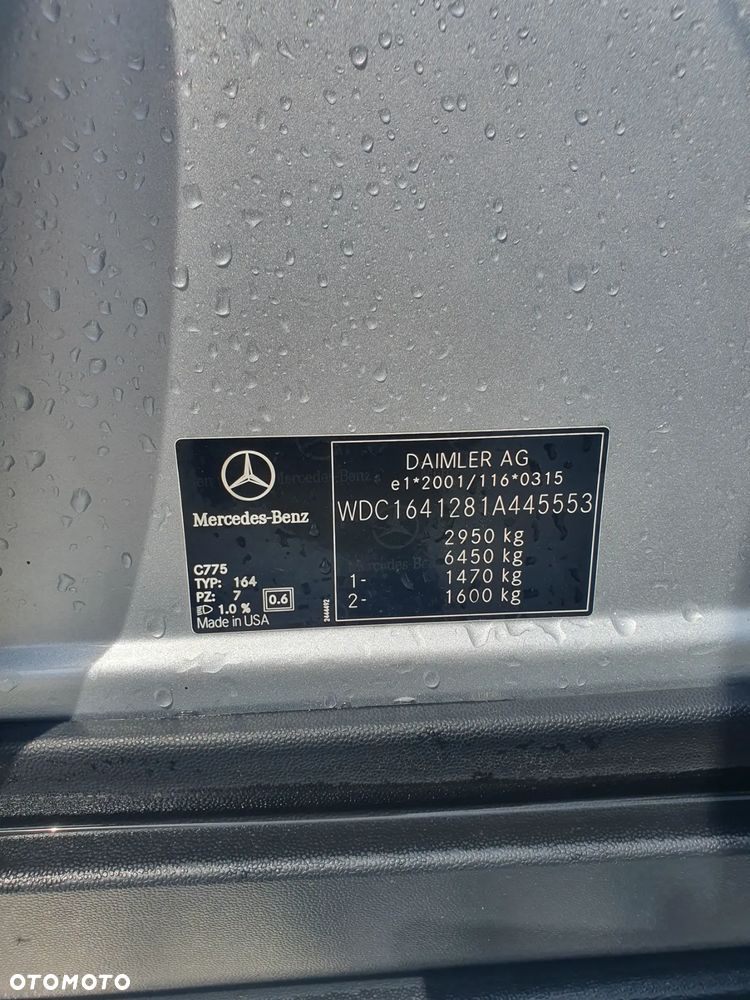 Mercedes-Benz
C775
TYP: 164
PZ: 7
1.0 %
0.6
Made in USA
DAIMLER AG
e1*2001/116*0315
WDC1641281A445553
2950 kg
6450 kg
1- 1470 kg
2- 1600 kg
OTOMOTO